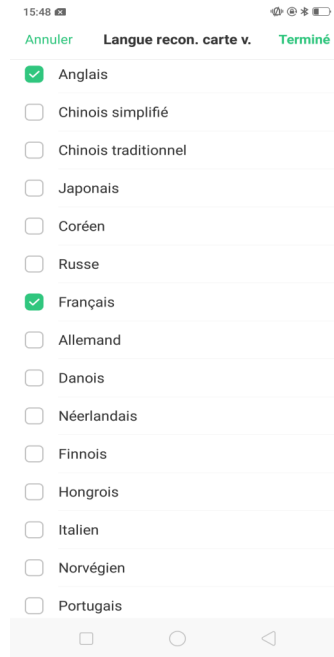 15:48
Annuler Langue recon. carte v. Terminé
Anglais
Chinois simplifié
Chinois traditionnel
Japonais
Coréen
Russe
Français
Allemand
Danois
Néerlandais
Finnois
Hongrois
Italien
Norvégien
Portugais